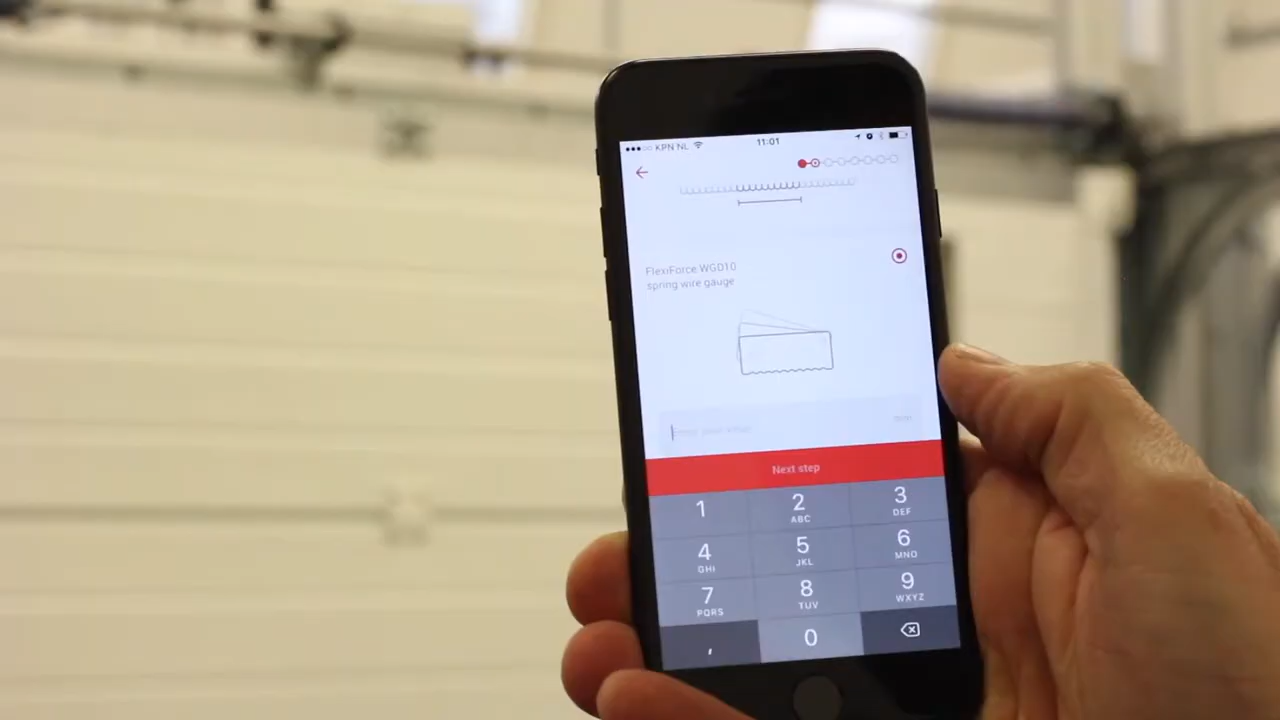 KPN NL
11:01
FlexiForce WGD10
spring wire gauge
Next step
1
2
3
ABC
DEF
4
5
6
GHI
JKL
MNO
7
8
9
PQRS
TUV
WXYZ
,
0